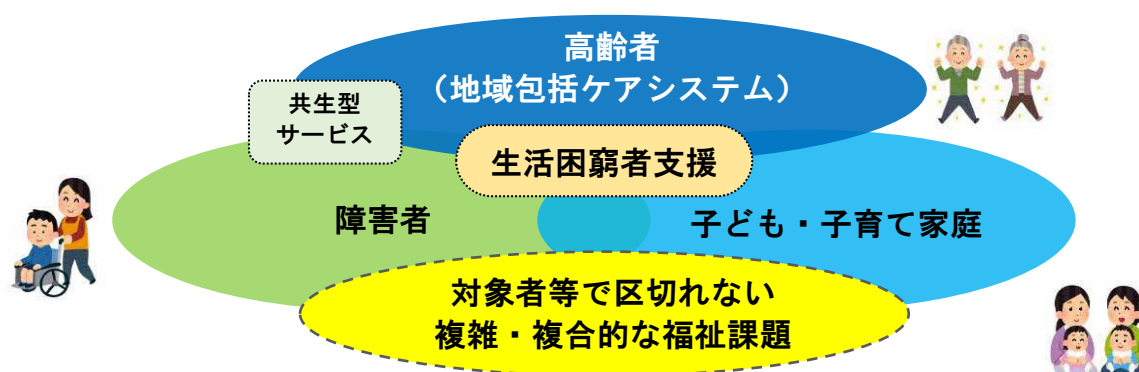 高齢者
（地域包括ケアシステム）
共生型
サービス
生活困窮者支援
障害者
子ども・子育て家庭
対象者等で区切れない
複雑・複合的な福祉課題